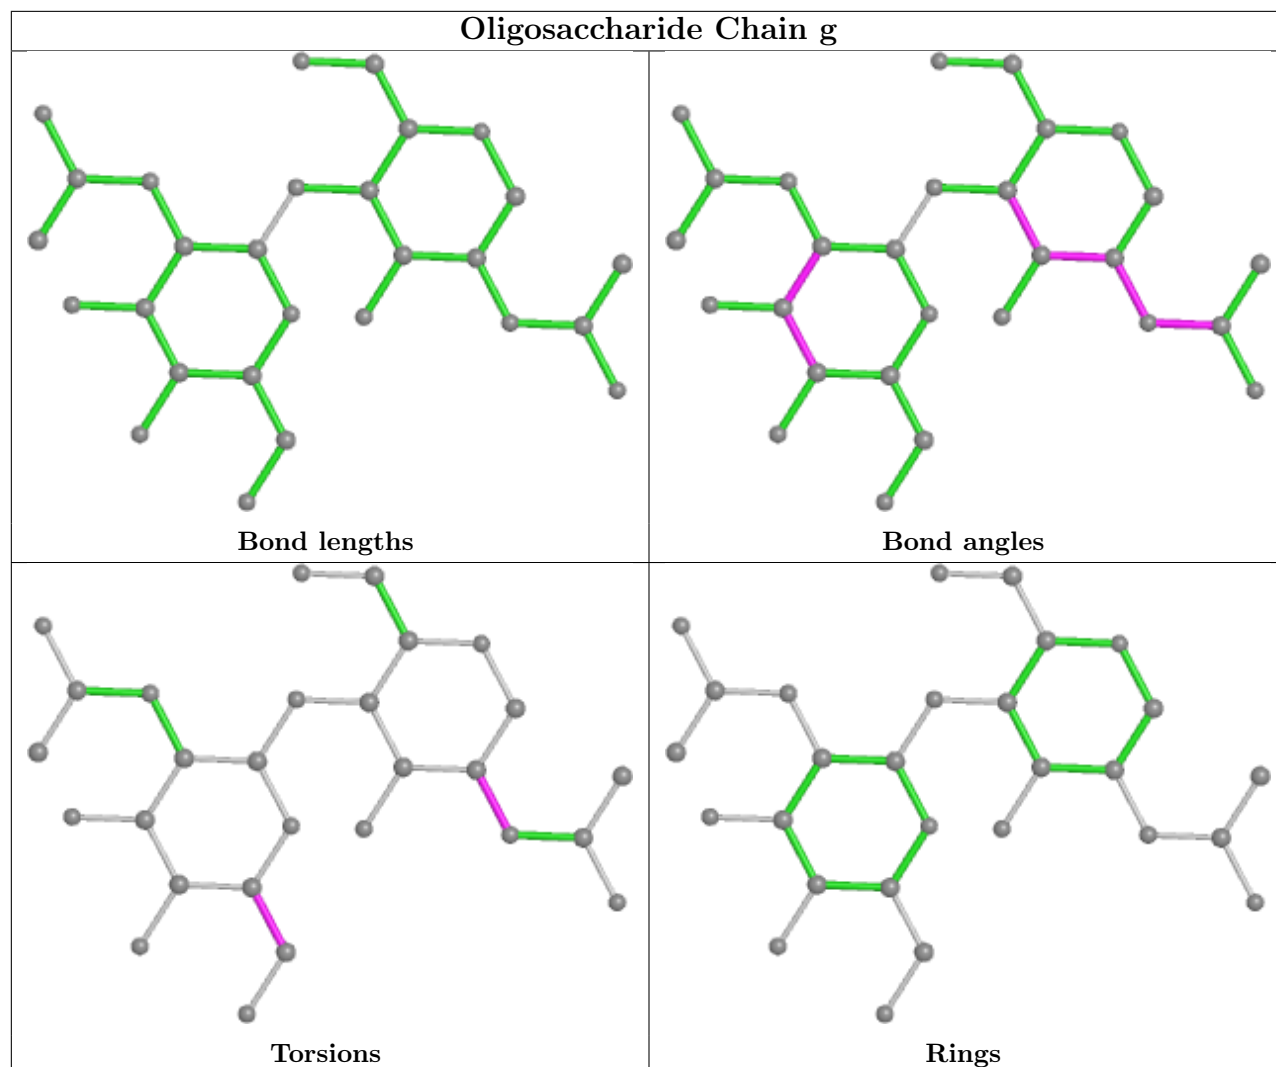 Oligosaccharide Chain g
Bond lengths
Bond angles
Torsions
Rings